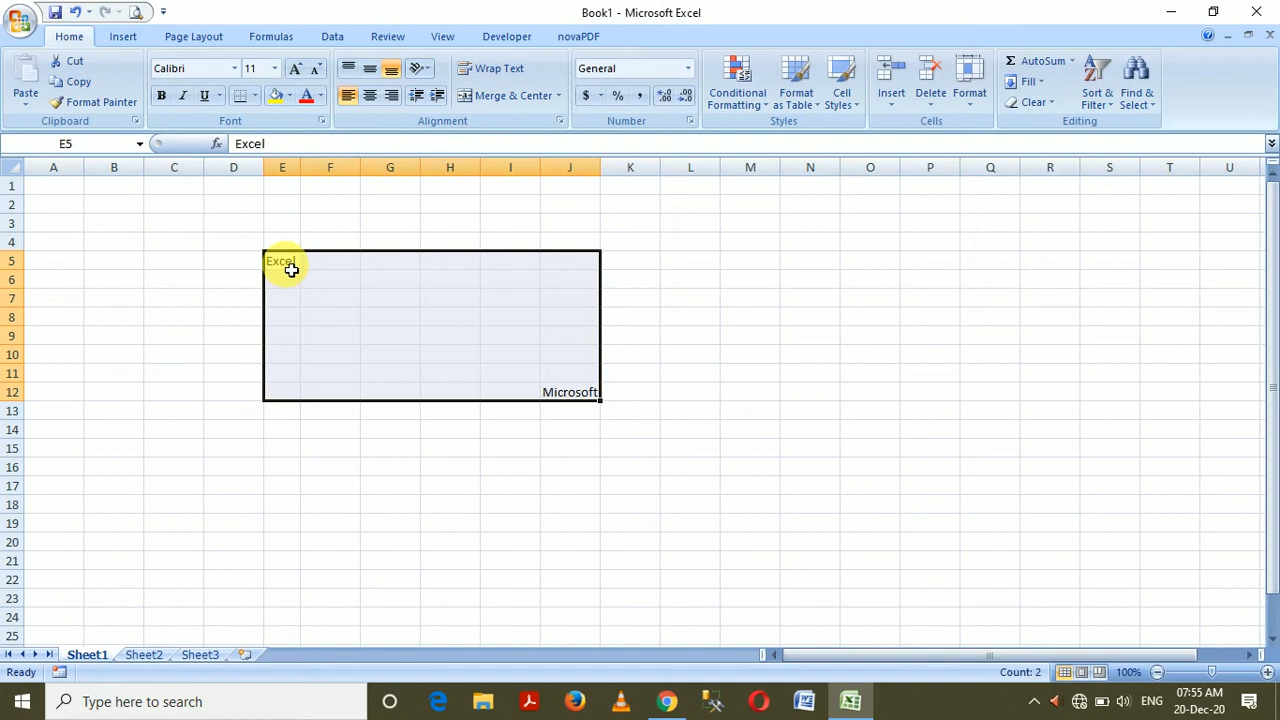 Book1 - Microsoft Excel
Home Insert Page Layout Formulas Data Review View Developer novaPDF
Paste
Cut
Copy
Format Painter
Clipboard
Calibri 11
B I U
Font
Wrap Text
Merge & Center
Alignment
General
$ % ,
Number
Conditional Formatting
Format as Table
Cell Styles
Styles
Insert Delete Format
Cells
Σ AutoSum
Fill
Clear
Sort & Filter
Find & Select
Editing
E5 fx Excel
A B C D E F G H I J K L M N O P Q R S T U
1
2
3
4
5 Excel
6
7
8
9
10
11
12 Microsoft
13
14
15
16
17
18
19
20
21
22
23
24
25
Sheet1 Sheet2 Sheet3
Ready Count: 2 100%
Type here to search ENG 07:55 AM
20-Dec-20